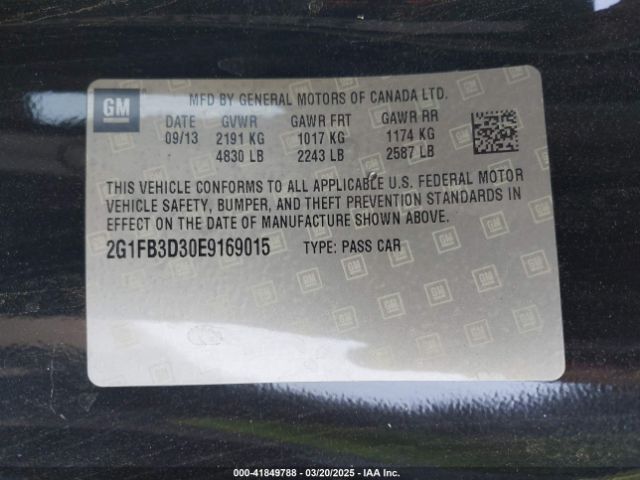 GM
MFD BY GENERAL MOTORS OF CANADA LTD.
DATE GVWR GAWR FRT GAWR RR
09/13 2191 KG 1017 KG 1174 KG
4830 LB 2243 LB 2587 LB
THIS VEHICLE CONFORMS TO ALL APPLICABLE U.S. FEDERAL MOTOR
VEHICLE SAFETY, BUMPER, AND THEFT PREVENTION STANDARDS IN
EFFECT ON THE DATE OF MANUFACTURE SHOWN ABOVE.
2G1FB3D30E9169015 TYPE: PASS CAR
000-41849788 — 03/20/2025 — IAA Inc.